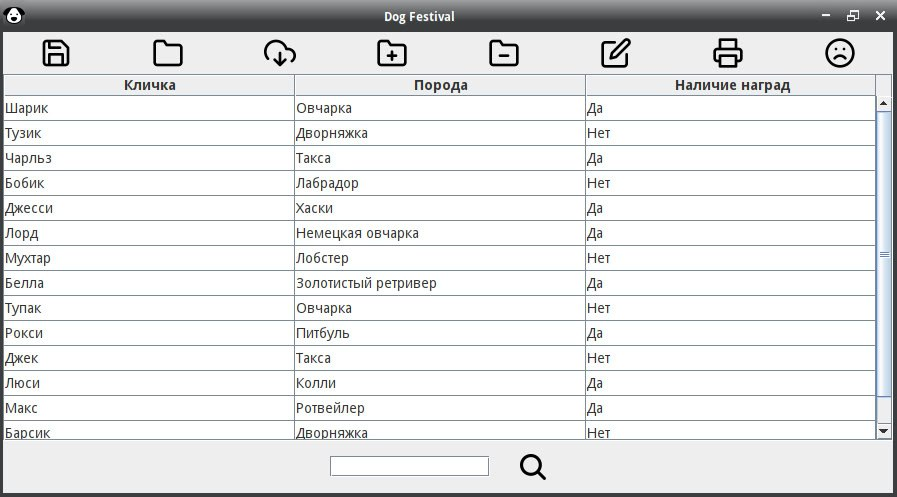 Dog Festival
Кличка Порода Наличие наград
Шарик Овчарка Да
Тузик Дворняжка Нет
Чарльз Такса Да
Бобик Лабрадор Нет
Джесси Хаски Да
Лорд Немецкая овчарка Да
Мухтар Лобстер Нет
Белла Золотистый ретривер Да
Тупак Овчарка Нет
Рокси Питбуль Да
Джек Такса Нет
Люси Колли Да
Макс Ротвейлер Да
Барсик Дворняжка Нет